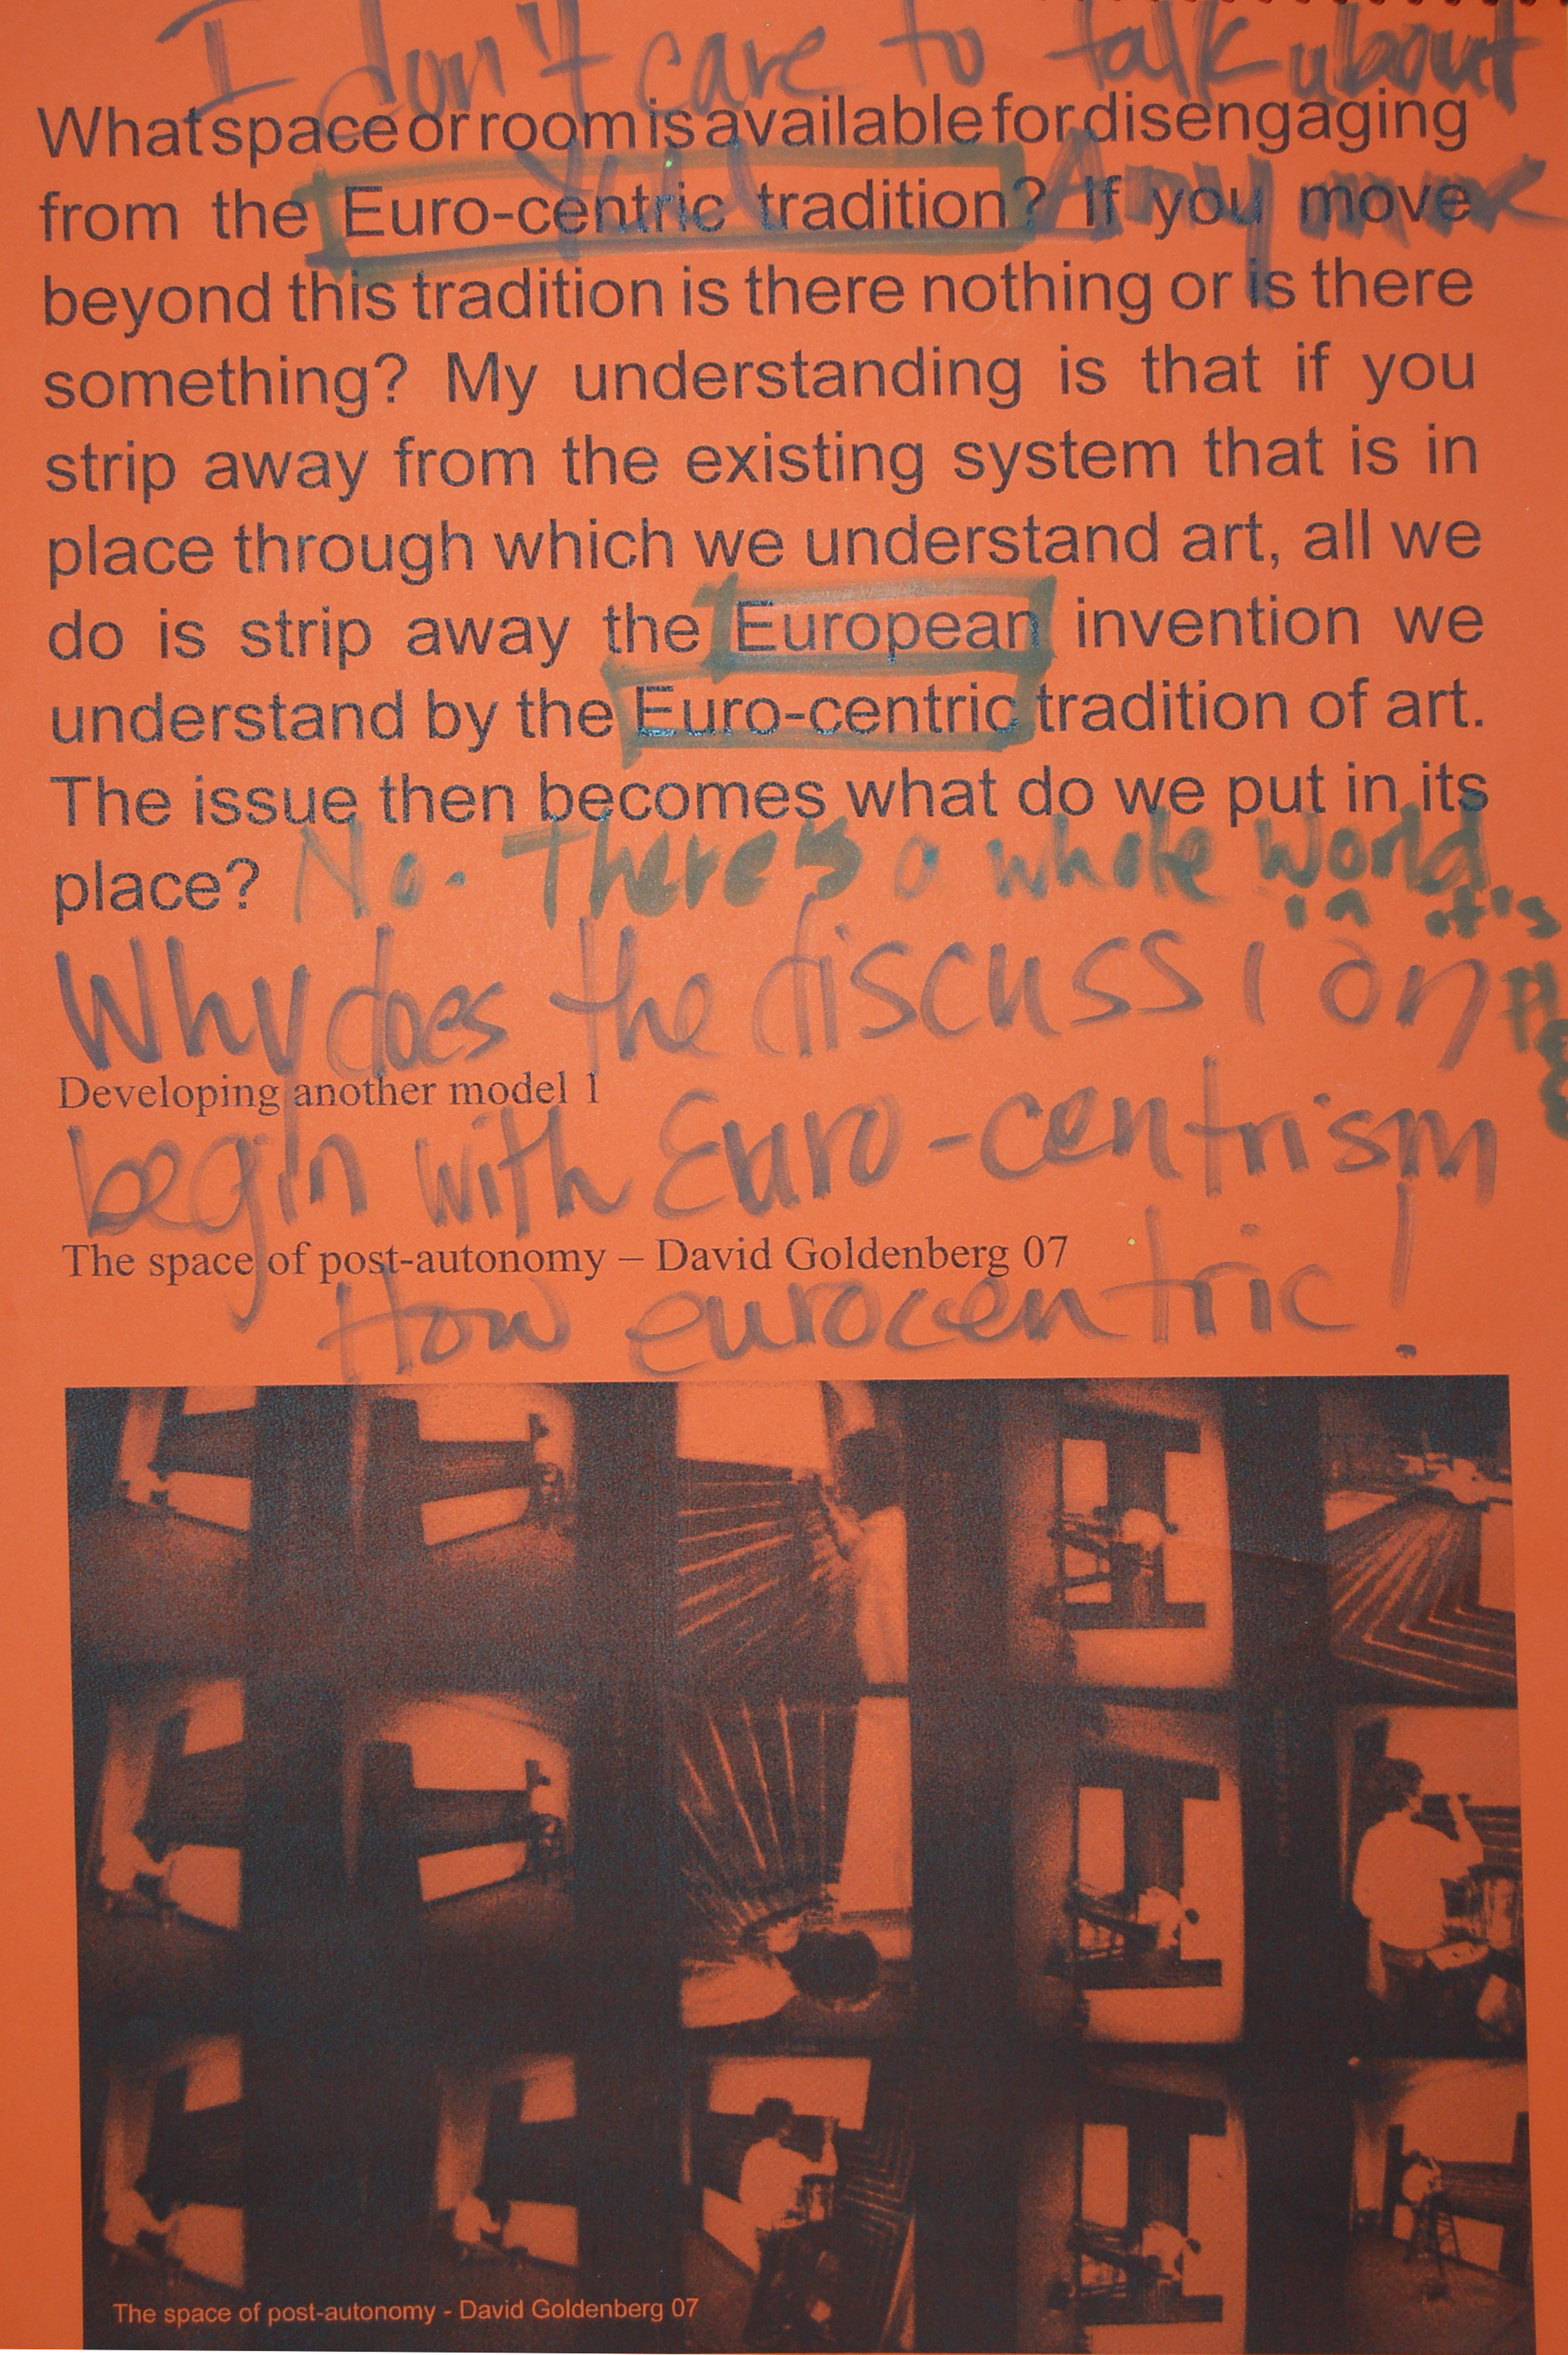 I don't care to talk about
What space or room is available for disengaging
Any more
from the Euro-centric tradition? If you move
beyond this tradition is there nothing or is there
something? My understanding is that if you
strip away from the existing system that is in
place through which we understand art, all we
do is strip away the European invention we
understand by the Euro-centric tradition of art.
The issue then becomes what do we put in its
place? No. There's a whole world
in it's
Why does the discussion
Developing another model 1
begin with Euro-centrism
The space of post-autonomy – David Goldenberg 07
How eurocentric!
The space of post-autonomy - David Goldenberg 07